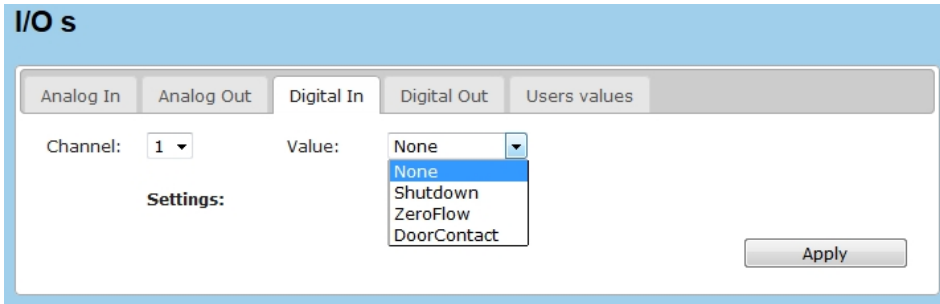 I/O s
Analog In Analog Out Digital In Digital Out Users values
Channel: 1 Value: None
None
Shutdown
Settings:
ZeroFlow
DoorContact
Apply